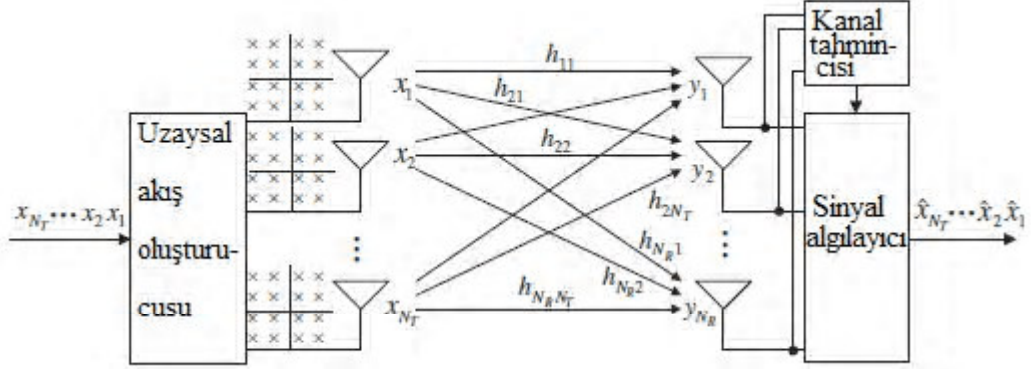 Kanal
tahmin-
cisi
Uzaysal
akış
oluşturu-
cusu
x_{N_T} ... x_2 x_1
x_1
x_2
x_{N_T}
h_{11}
h_{21}
h_{22}
h_{2N_T}
h_{N_R1}
h_{N_R2}
h_{N_RN_T}
y_1
y_2
y_{N_R}
Sinyal
algılayıcı
x̂_{N_T} ... x̂_2 x̂_1